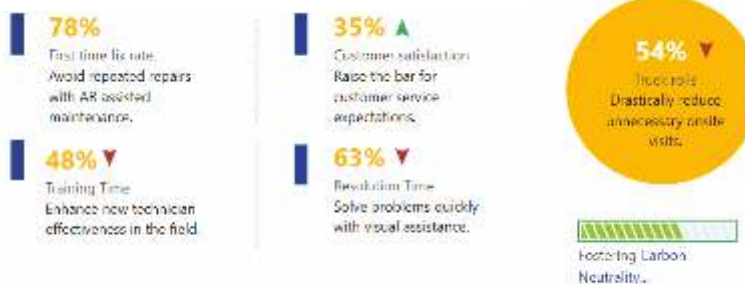 78%
First time fix rate.
Avoid repeated repairs
with AR assisted
maintenance.
48%
Training Time
Enhance new technician
effectiveness in the field.
35%
Customer satisfaction
Raise the bar for
customer service
expectations.
63%
Resolution Time
Solve problems quickly
with visual assistance.
54%
Truck rolls
Drastically reduce
unnecessary onsite
visits.
Fostering Carbon
Neutrality..